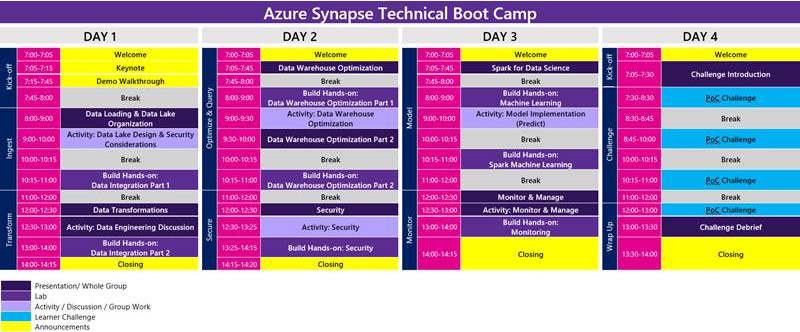 Azure Synapse Technical Boot Camp
DAY 1
Kick-off
7:00-7:05 Welcome
7:05-7:15 Keynote
7:15-7:45 Demo Walkthrough
7:45-8:00 Break
Ingest
8:00-9:00 Data Loading & Data Lake
Organization
9:00-10:00 Activity: Data Lake Design & Security
Considerations
10:00-10:15 Break
10:15-11:00 Build Hands-on:
Data Integration Part 1
Transform
11:00-12:00 Break
12:00-12:30 Data Transformations
12:30-13:00 Activity: Data Engineering Discussion
13:00-14:00 Build Hands-on:
Data Integration Part 2
14:00-14:15 Closing
DAY 2
Optimize & Query
7:00-7:05 Welcome
7:05-7:45 Data Warehouse Optimization
7:45-8:00 Break
8:00-9:00 Build Hands-on:
Data Warehouse Optimization Part 1
9:00-9:30 Activity: Data Warehouse
Optimization
9:30-10:00 Data Warehouse Optimization Part 2
10:00-10:15 Break
10:15-11:00 Build Hands-on:
Data Warehouse Optimization Part 2
Secure
11:00-12:00 Break
12:00-12:30 Security
12:30-13:25 Activity: Security
13:25-14:15 Build Hands-on: Security
14:15-14:20 Closing
DAY 3
Model
7:00-7:05 Welcome
7:05-7:45 Spark for Data Science
7:45-8:00 Break
8:00-9:00 Build Hands-on:
Machine Learning
9:00-10:00 Activity: Model Implementation
(Predict)
10:00-10:15 Break
10:15-11:00 Build Hands-on:
Spark Machine Learning
11:00-12:00 Break
Monitor
12:00-12:30 Monitor & Manage
12:30-13:00 Activity: Monitor & Manage
13:00-14:00 Build Hands-on:
Monitoring
14:00-14:15 Closing
DAY 4
Kick-off
7:00-7:05 Welcome
7:05-7:30 Challenge Introduction
Challenge
7:30-8:30 PoC Challenge
8:30-8:45 Break
8:45-10:00 PoC Challenge
10:00-10:15 Break
10:15-11:00 PoC Challenge
11:00-12:00 Break
Wrap Up
12:00-13:00 PoC Challenge
13:00-13:30 Challenge Debrief
13:30-14:00 Closing
Presentation/ Whole Group
Lab
Activity / Discussion / Group Work
Learner Challenge
Announcements